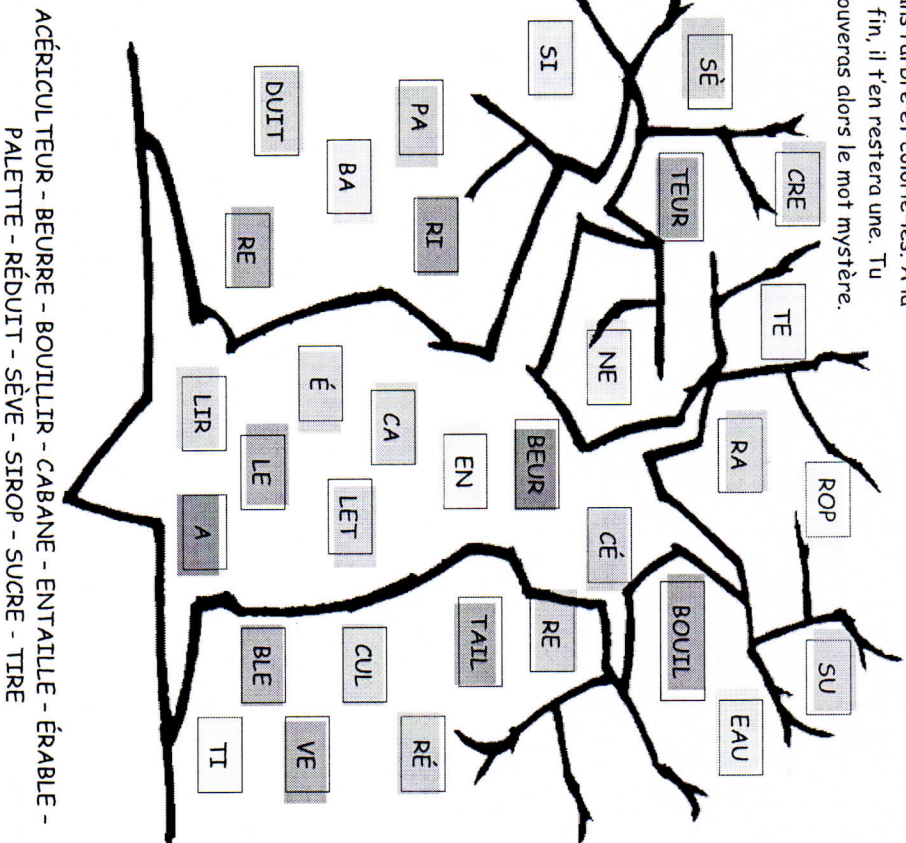 ans l'arbre et colorie-les. À la
fin, il t'en restera une. Tu
ouveras alors le mot mystère.
ROP
SU
CRE
TE
RA
EAU
SÈ
TEUR
BOUIL
NE
CÉ
SI
RE
BEUR
TAIL
EN
RI
PA
RÉ
CA
CUL
BA
LET
É
VE
DUIT
LE
BLE
RE
TI
LIR
A
ACÉRICULTEUR - BEURRE - BOUILLIR - CABANE - ENTAILLE - ÉRABLE -
PALETTE - RÉDUIT - SÈVE - SIROP - SUCRE - TIRE